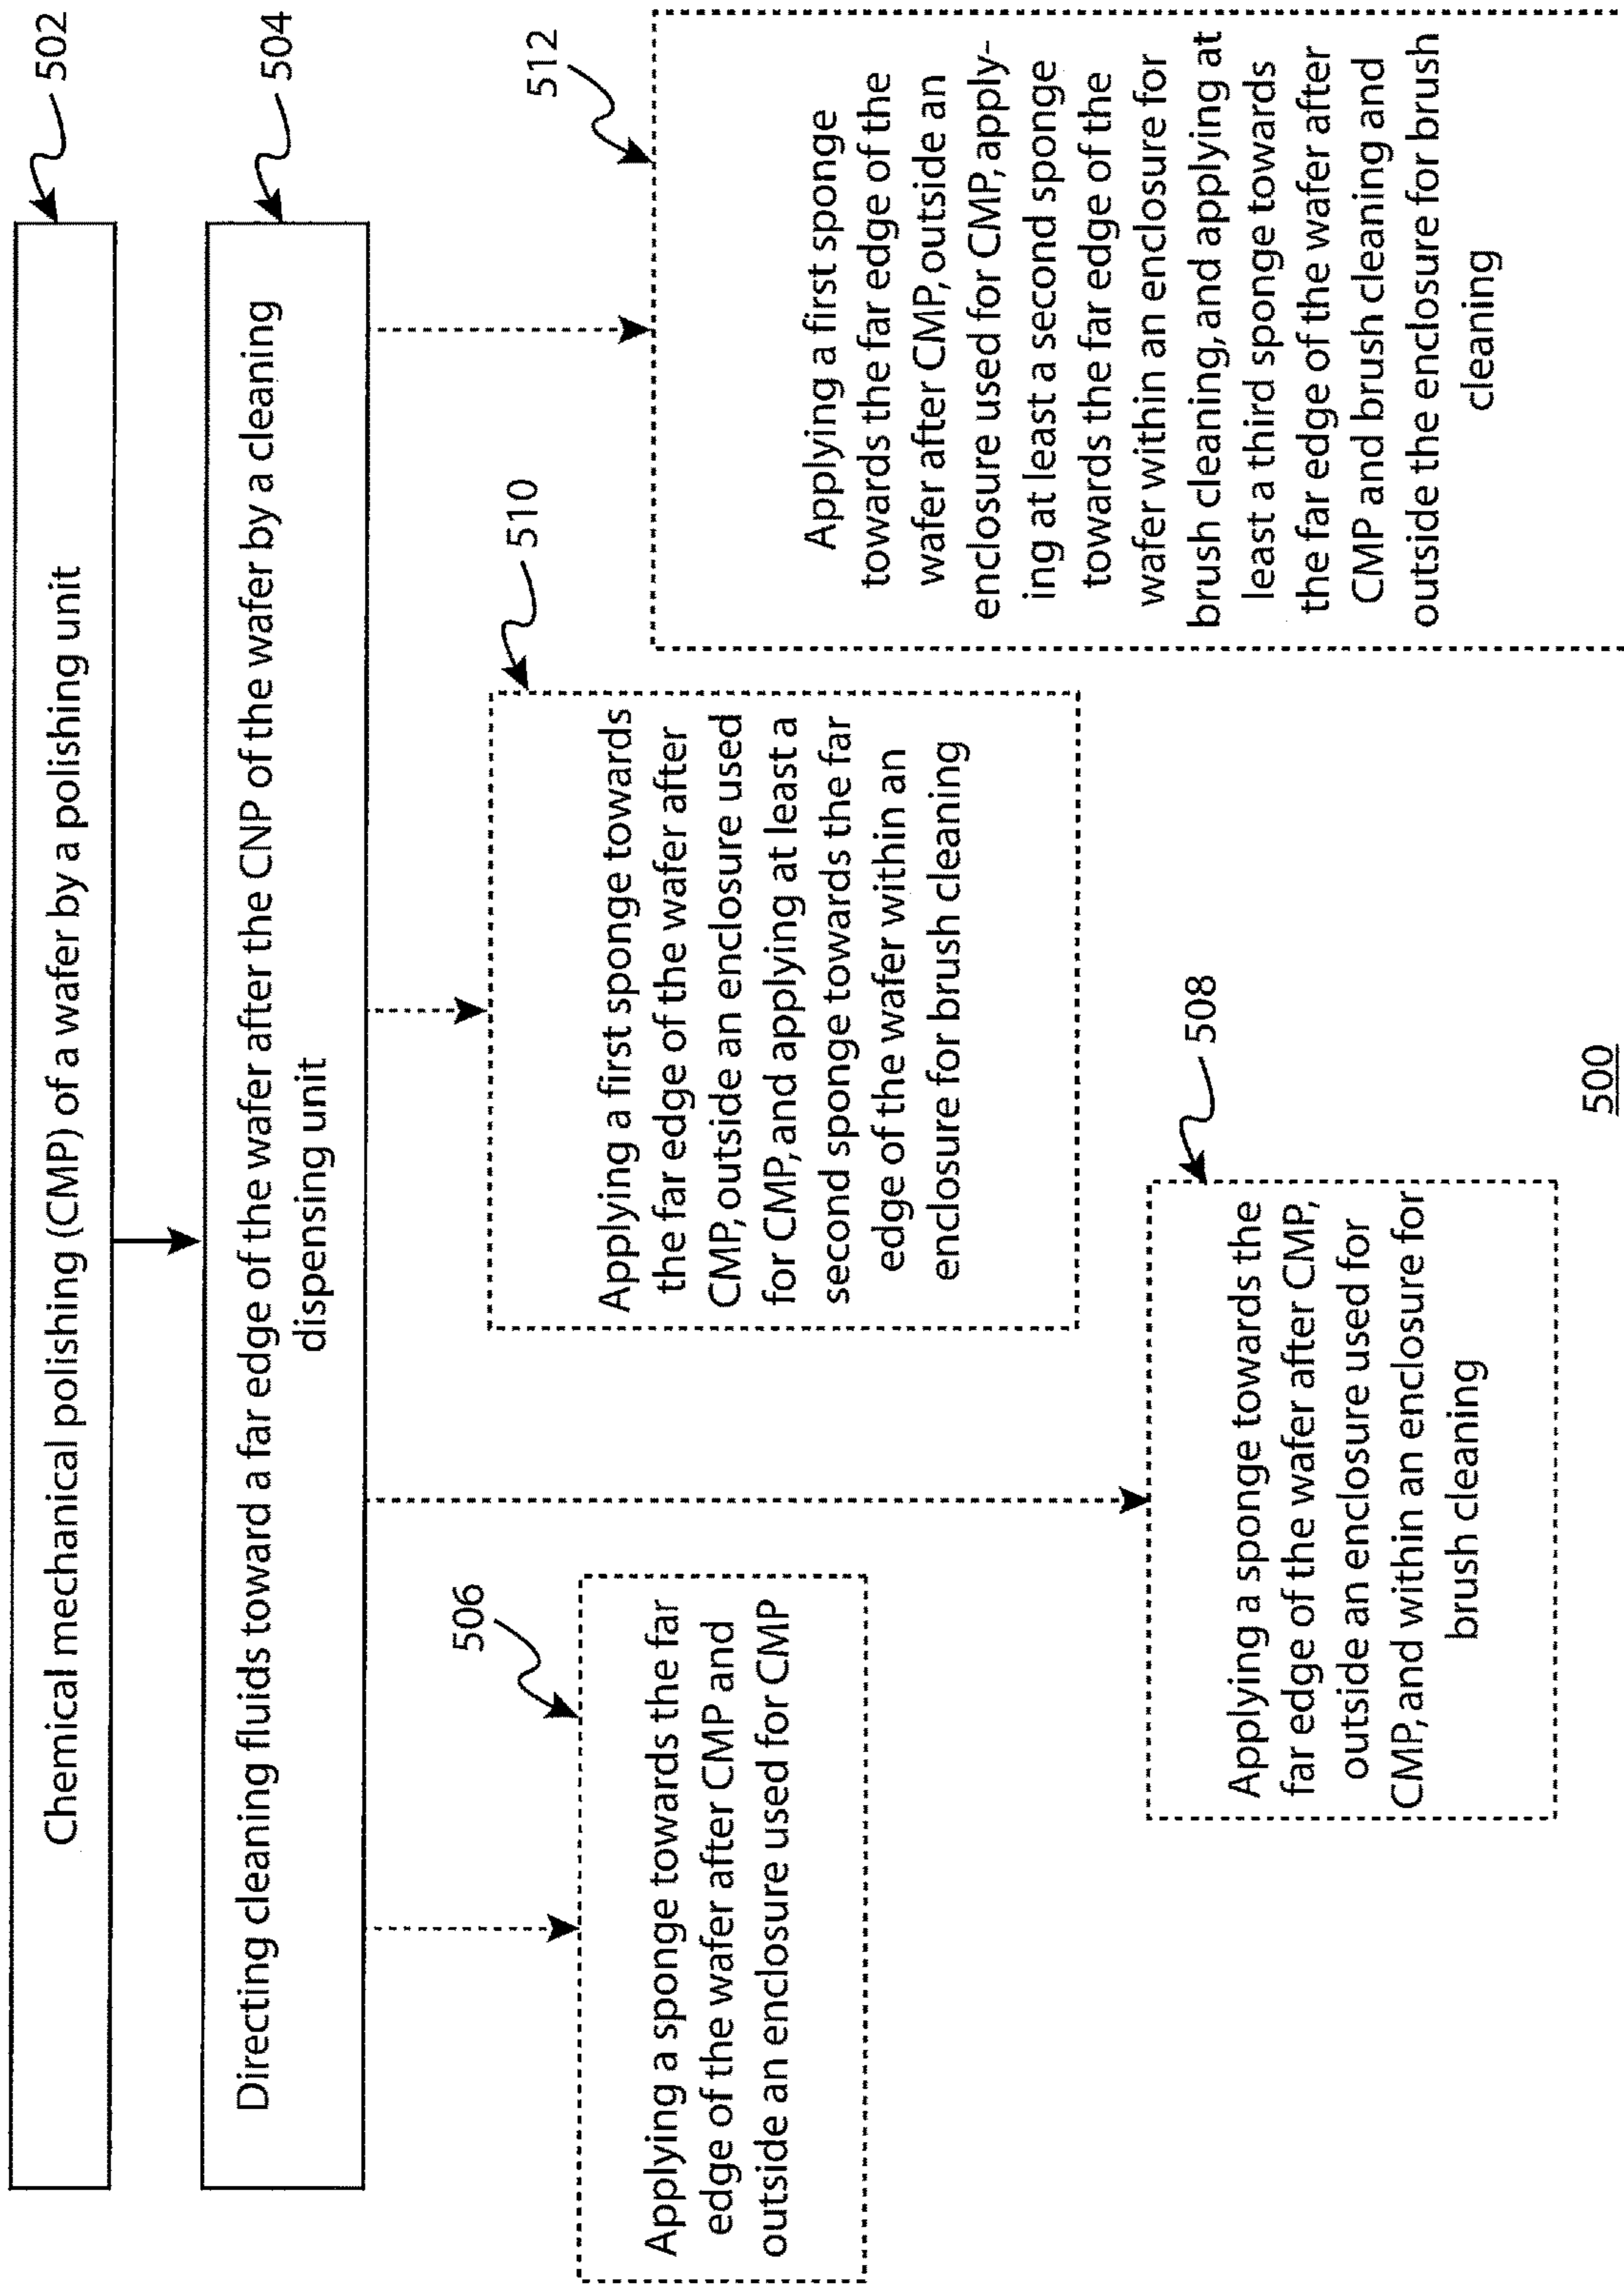 Chemical mechanical polishing (CMP) of a wafer by a polishing unit
502
Directing cleaning fluids toward a far edge of the wafer after the CNP of the wafer by a cleaning
dispensing unit
504
506
Applying a sponge towards the far
edge of the wafer after CMP and
outside an enclosure used for CMP
508
Applying a sponge towards the
far edge of the wafer after CMP,
outside an enclosure used for
CMP, and within an enclosure for
brush cleaning
510
Applying a first sponge towards
the far edge of the wafer after
CMP, outside an enclosure used
for CMP, and applying at least a
second sponge towards the far
edge of the wafer within an
enclosure for brush cleaning
512
Applying a first sponge
towards the far edge of the
wafer after CMP, outside an
enclosure used for CMP, apply-
ing at least a second sponge
towards the far edge of the
wafer within an enclosure for
brush cleaning, and applying at
least a third sponge towards
the far edge of the wafer after
CMP and brush cleaning and
outside the enclosure for brush
cleaning
500